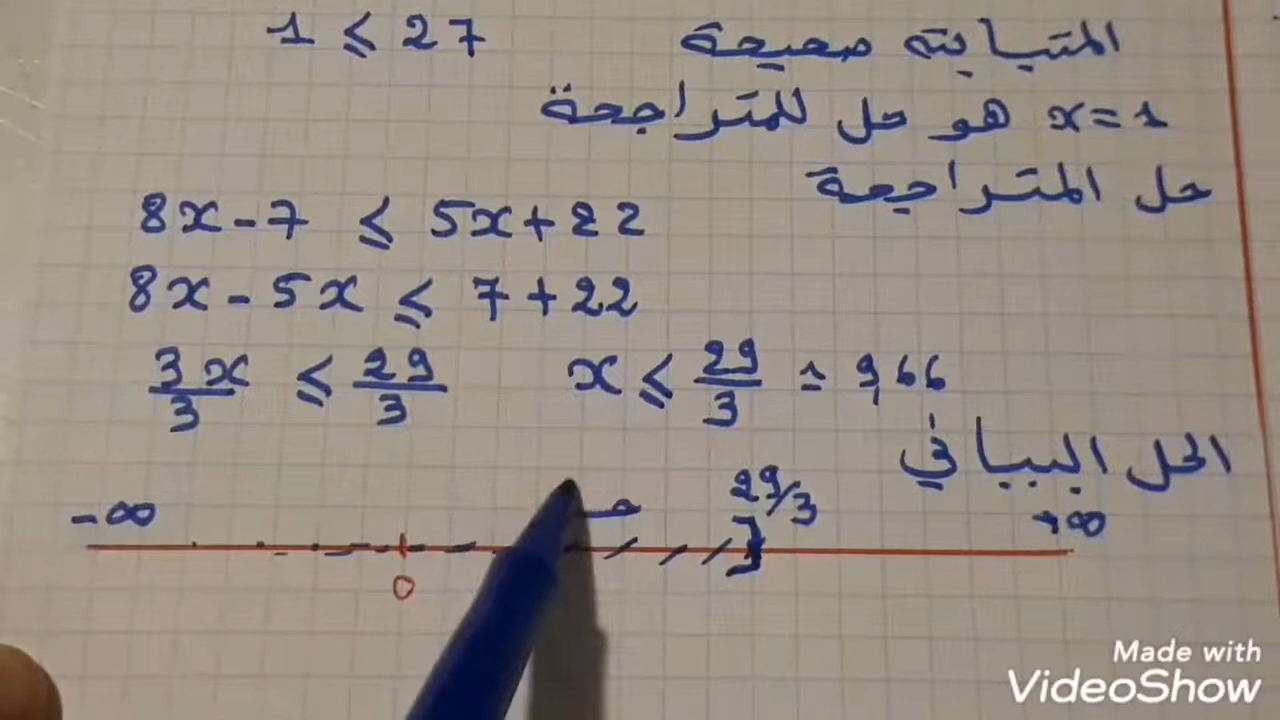 1 ≤ 27 المتباينة صحيحة
x=1 هو حل للمتراجحة
حل المتراجحة
8x - 7 ≤ 5x + 22
8x - 5x ≤ 7 + 22
3x/3 ≤ 29/3 x ≤ 29/3 = 9,66
الحل البياني
-∞ 29/3 +∞
0
Made with
VideoShow